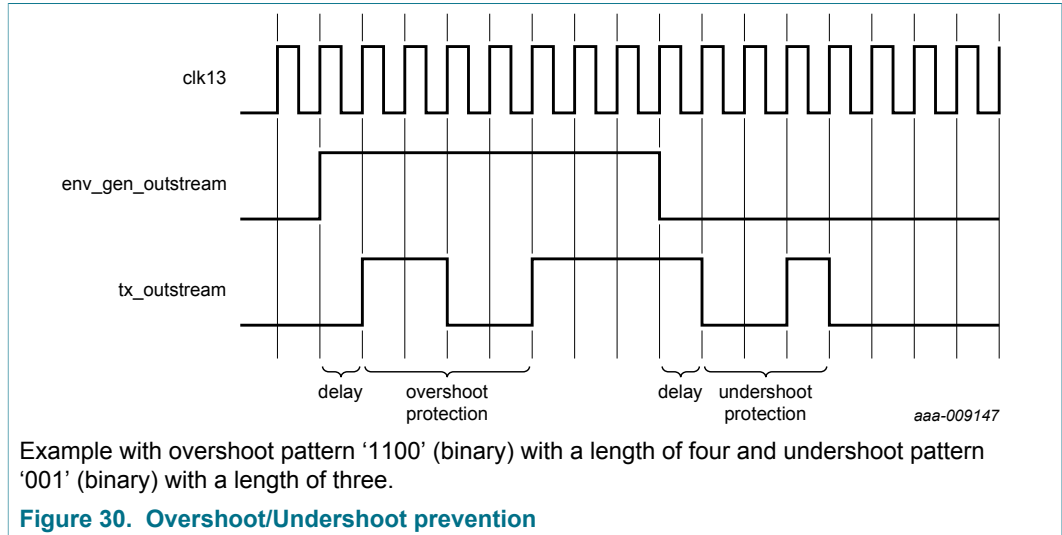 clk13
env_gen_outstream
tx_outstream
delay
overshoot
protection
delay
undershoot
protection
aaa-009147
Example with overshoot pattern ‘1100’ (binary) with a length of four and undershoot pattern
‘001’ (binary) with a length of three.
Figure 30. Overshoot/Undershoot prevention